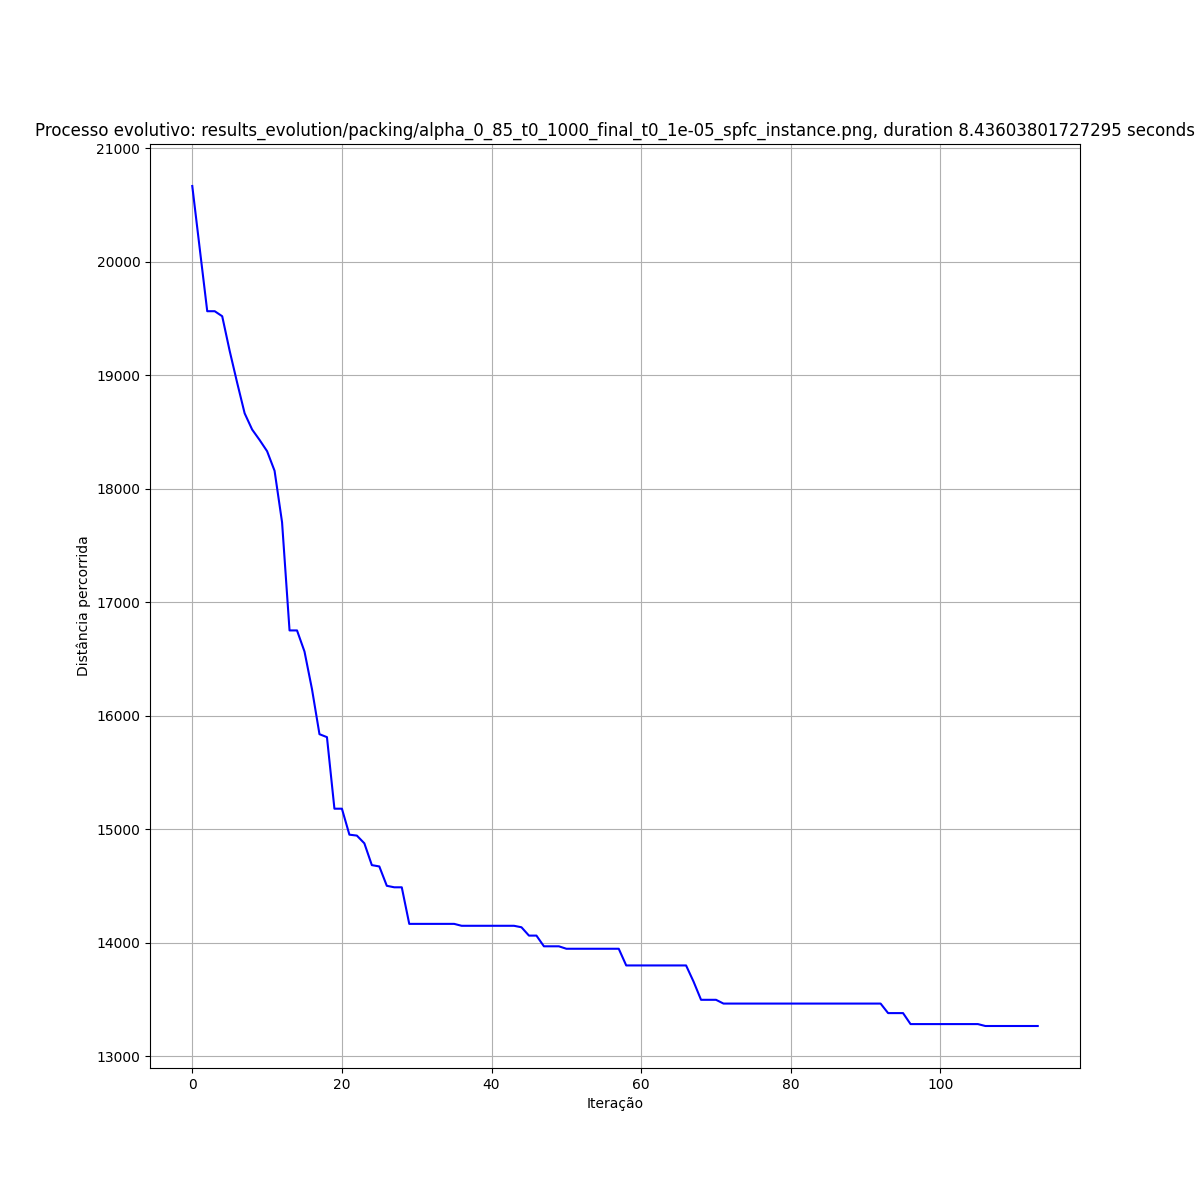 Processo evolutivo: results_evolution/packing/alpha_0_85_t0_1000_final_t0_1e-05_spfc_instance.png, duration 8.43603801727295 seconds
21000
20000
19000
18000
17000
16000
15000
14000
13000
Distância percorrida
0 20 40 60 80 100
Iteração